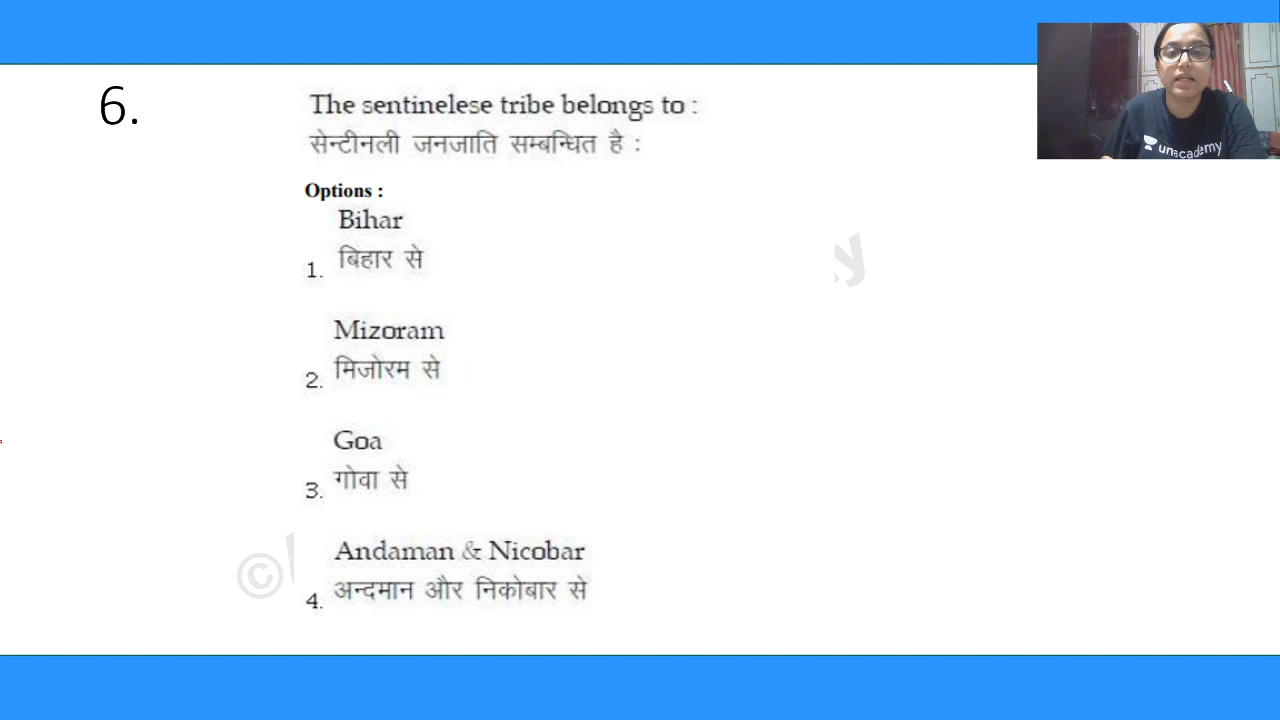 6.
The sentinelese tribe belongs to :
सेन्टीनली जनजाति सम्बन्धित है :
Options :
Bihar
1. बिहार से
Mizoram
2. मिजोरम से
Goa
3. गोवा से
Andaman & Nicobar
4. अन्दमान और निकोबार से
unacademy
©
y